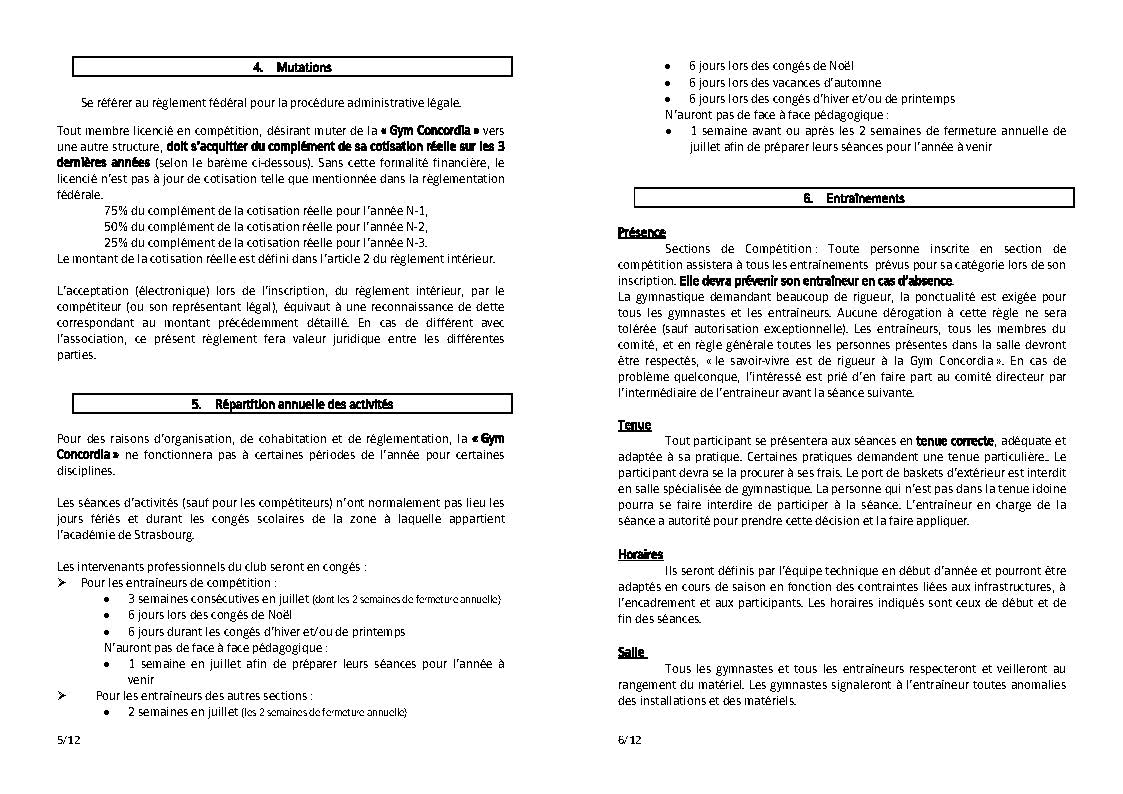 4. Mutations
Se référer au règlement fédéral pour la procédure administrative légale.
Tout membre licencié en compétition, désirant muter de la « Gym Concordia » vers
une autre structure, doit s'acquitter du complément de sa cotisation réelle sur les 3
dernières années (selon le barème ci-dessous). Sans cette formalité financière, le
licencié n'est pas à jour de cotisation telle que mentionnée dans la règlementation
fédérale.
75% du complément de la cotisation réelle pour l'année N-1,
50% du complément de la cotisation réelle pour l'année N-2,
25% du complément de la cotisation réelle pour l'année N-3.
Le montant de la cotisation réelle est défini dans l'article 2 du règlement intérieur.
L'acceptation (électronique) lors de l'inscription, du règlement intérieur, par le
compétiteur (ou son représentant légal), équivaut à une reconnaissance de dette
correspondant au montant précédemment détaillé. En cas de différent avec
l'association, ce présent règlement fera valeur juridique entre les différentes
parties.
5. Répartition annuelle des activités
Pour des raisons d'organisation, de cohabitation et de règlementation, la « Gym
Concordia » ne fonctionnera pas à certaines périodes de l'année pour certaines
disciplines.
Les séances d'activités (sauf pour les compétiteurs) n'ont normalement pas lieu les
jours fériés et durant les congés scolaires de la zone à laquelle appartient
l'académie de Strasbourg.
Les intervenants professionnels du club seront en congés :
➢ Pour les entraîneurs de compétition :
• 3 semaines consécutives en juillet (dont les 2 semaines de fermeture annuelle)
• 6 jours lors des congés de Noël
• 6 jours durant les congés d'hiver et/ou de printemps
N'auront pas de face à face pédagogique :
• 1 semaine en juillet afin de préparer leurs séances pour l'année à
venir
➢ Pour les entraîneurs des autres sections :
• 2 semaines en juillet (les 2 semaines de fermeture annuelle)
5/12
• 6 jours lors des congés de Noël
• 6 jours lors des vacances d'automne
• 6 jours lors des congés d'hiver et/ou de printemps
N'auront pas de face à face pédagogique :
• 1 semaine avant ou après les 2 semaines de fermeture annuelle de
juillet afin de préparer leurs séances pour l'année à venir
6. Entraînements
Présence
Sections de Compétition : Toute personne inscrite en section de
compétition assistera à tous les entraînements prévus pour sa catégorie lors de son
inscription. Elle devra prévenir son entraîneur en cas d'absence.
La gymnastique demandant beaucoup de rigueur, la ponctualité est exigée pour
tous les gymnastes et les entraîneurs. Aucune dérogation à cette règle ne sera
tolérée (sauf autorisation exceptionnelle). Les entraîneurs, tous les membres du
comité, et en règle générale toutes les personnes présentes dans la salle devront
être respectés, « le savoir-vivre est de rigueur à la Gym Concordia ». En cas de
problème quelconque, l'intéressé est prié d'en faire part au comité directeur par
l'intermédiaire de l'entraineur avant la séance suivante.
Tenue
Tout participant se présentera aux séances en tenue correcte, adéquate et
adaptée à sa pratique. Certaines pratiques demandent une tenue particulière.. Le
participant devra se la procurer à ses frais. Le port de baskets d'extérieur est interdit
en salle spécialisée de gymnastique. La personne qui n'est pas dans la tenue idoine
pourra se faire interdire de participer à la séance. L'entraîneur en charge de la
séance a autorité pour prendre cette décision et la faire appliquer.
Horaires
Ils seront définis par l'équipe technique en début d'année et pourront être
adaptés en cours de saison en fonction des contraintes liées aux infrastructures, à
l'encadrement et aux participants. Les horaires indiqués sont ceux de début et de
fin des séances.
Salle
Tous les gymnastes et tous les entraîneurs respecteront et veilleront au
rangement du matériel. Les gymnastes signaleront à l'entraîneur toutes anomalies
des installations et des matériels.
6/12